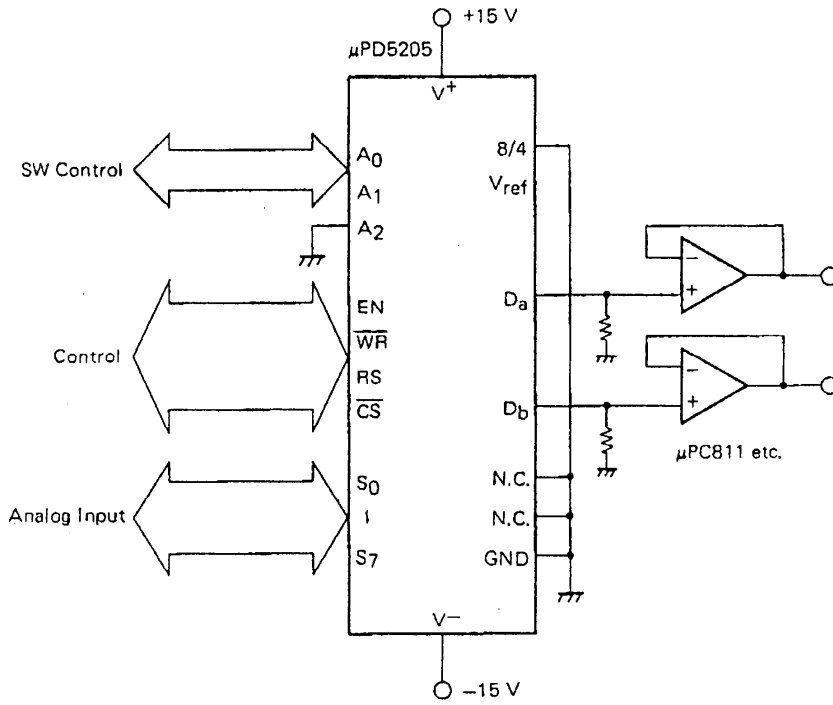 +15 V
μPD5205
V+
SW Control
A0
A1
A2
8/4
Vref
Control
EN
WR
RS
CS
Da
Db
μPC811 etc.
Analog Input
S0
S7
N.C.
N.C.
GND
V−
−15 V